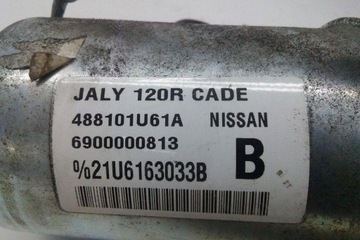 JALY 120R CADE
488101U61A NISSAN
6900000813
%21U6163033B B